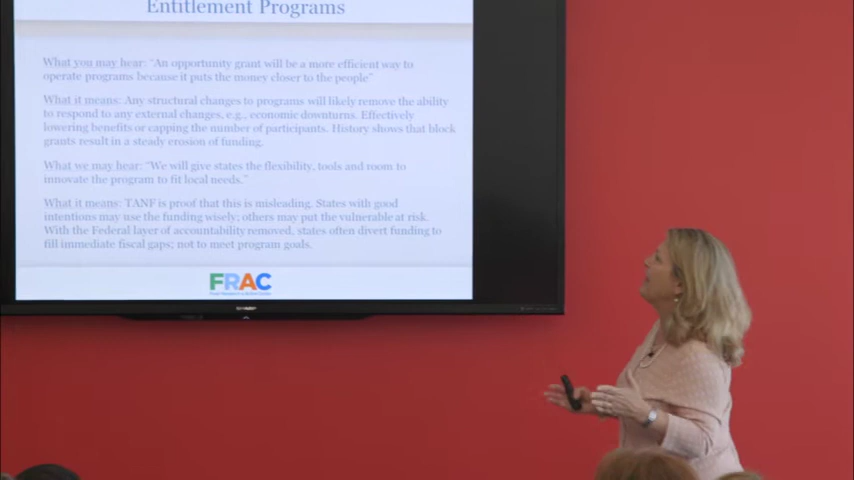 Entitlement Programs
What you may hear: “An opportunity grant will be a more efficient way to
operate programs because it puts the money closer to the people”
What it means: Any structural changes to programs will likely remove the ability
to respond to any external changes, e.g., economic downturns. Effectively
lowering benefits or capping the number of participants. History shows that block
grants result in a steady erosion of funding.
What we may hear: “We will give states the flexibility, tools and room to
innovate the program to fit local needs.”
What it means: TANF is proof that this is misleading. States with good
intentions may use the funding wisely; others may put the vulnerable at risk.
With the Federal layer of accountability removed, states often divert funding to
fill immediate fiscal gaps; not to meet program goals.
FRAC